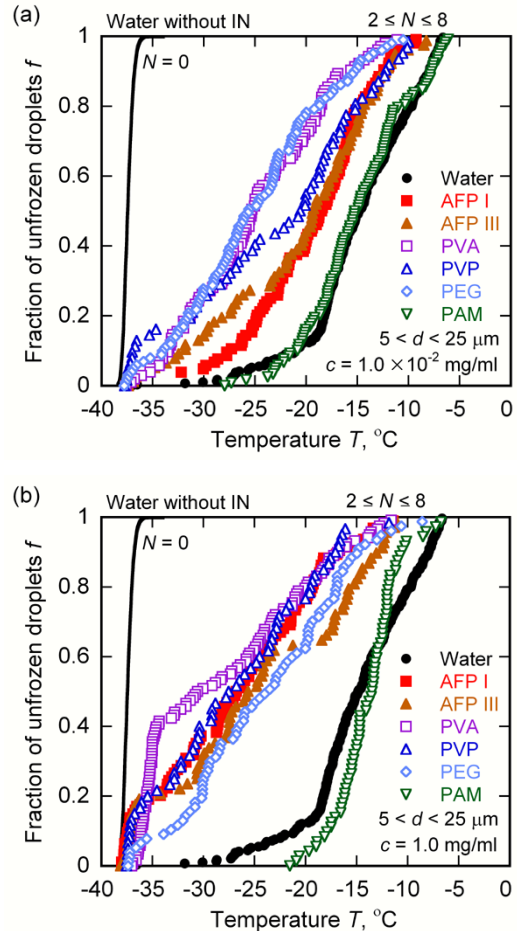 (a)
Water without IN
2 ≤ N ≤ 8
N = 0
1
0.8
0.6
0.4
0.2
0
Fraction of unfrozen droplets f
Water
AFP I
AFP III
PVA
PVP
PEG
PAM
5 < d < 25 μm
c = 1.0 ×10⁻² mg/ml
-40 -35 -30 -25 -20 -15 -10 -5 0
Temperature T, °C
(b)
Water without IN
2 ≤ N ≤ 8
N = 0
1
0.8
0.6
0.4
0.2
0
Fraction of unfrozen droplets f
Water
AFP I
AFP III
PVA
PVP
PEG
PAM
5 < d < 25 μm
c = 1.0 mg/ml
-40 -35 -30 -25 -20 -15 -10 -5 0
Temperature T, °C